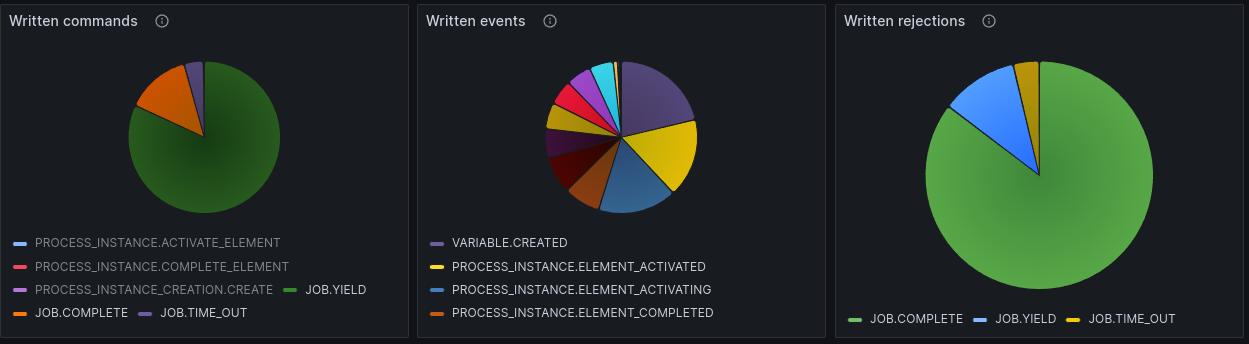 Written commands
PROCESS_INSTANCE.ACTIVATE_ELEMENT
PROCESS_INSTANCE.COMPLETE_ELEMENT
PROCESS_INSTANCE_CREATION.CREATE JOB.YIELD
JOB.COMPLETE JOB.TIME_OUT
Written events
VARIABLE.CREATED
PROCESS_INSTANCE.ELEMENT_ACTIVATED
PROCESS_INSTANCE.ELEMENT_ACTIVATING
PROCESS_INSTANCE.ELEMENT_COMPLETED
Written rejections
JOB.COMPLETE JOB.YIELD JOB.TIME_OUT